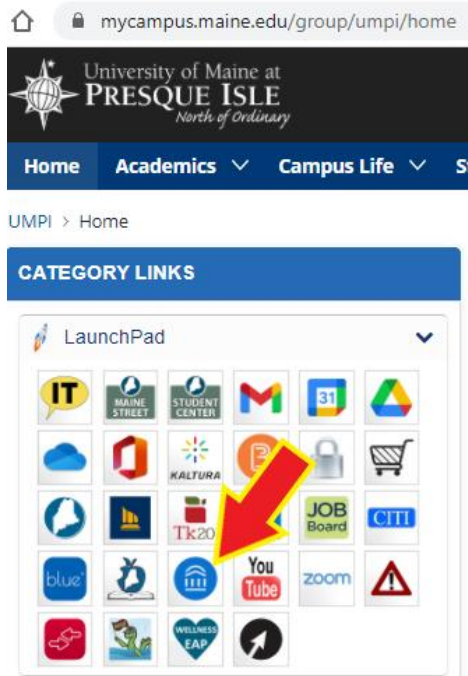 mycampus.maine.edu/group/umpi/home
University of Maine at
PRESQUE ISLE
North of Ordinary
Home Academics Campus Life
UMPI > Home
CATEGORY LINKS
LaunchPad
IT
MAINE
STREET
STUDENT
CENTER
31
KALTURA
Tk20
JOB
Board
CITI
blue
You
Tube
zoom
WELLNESS
EAP